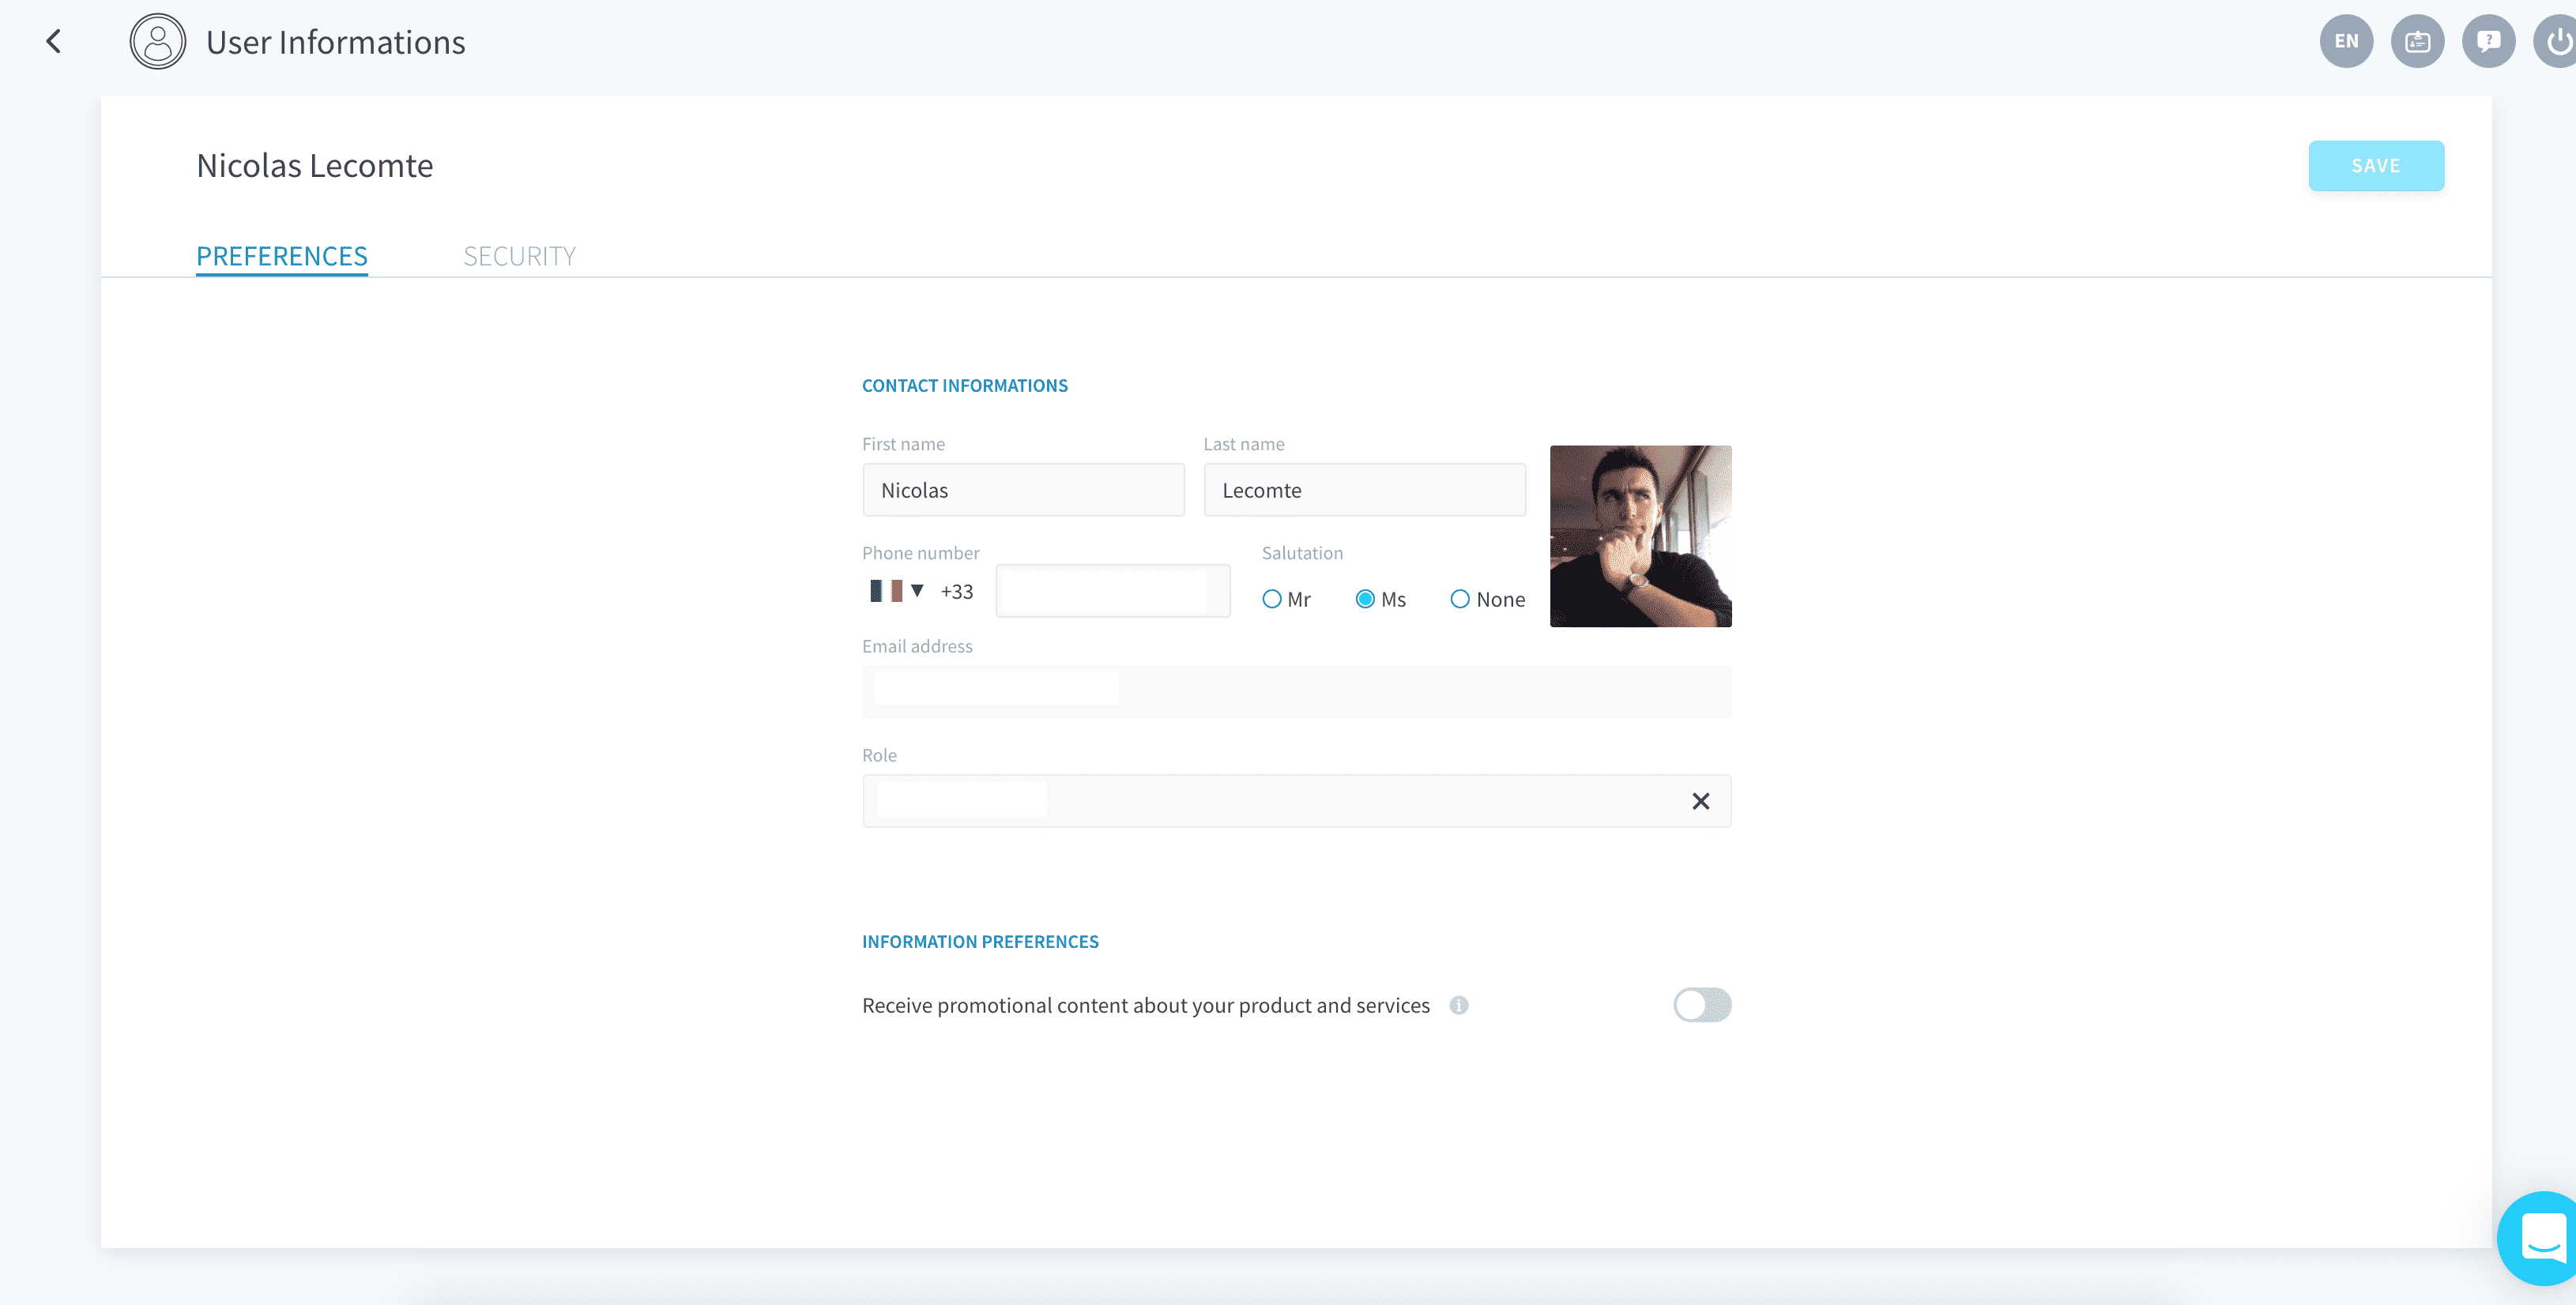 User Informations
EN
Nicolas Lecomte
SAVE
PREFERENCES SECURITY
CONTACT INFORMATIONS
First name Last name
Nicolas Lecomte
Phone number Salutation
+33 Mr Ms None
Email address
Role
INFORMATION PREFERENCES
Receive promotional content about your product and services